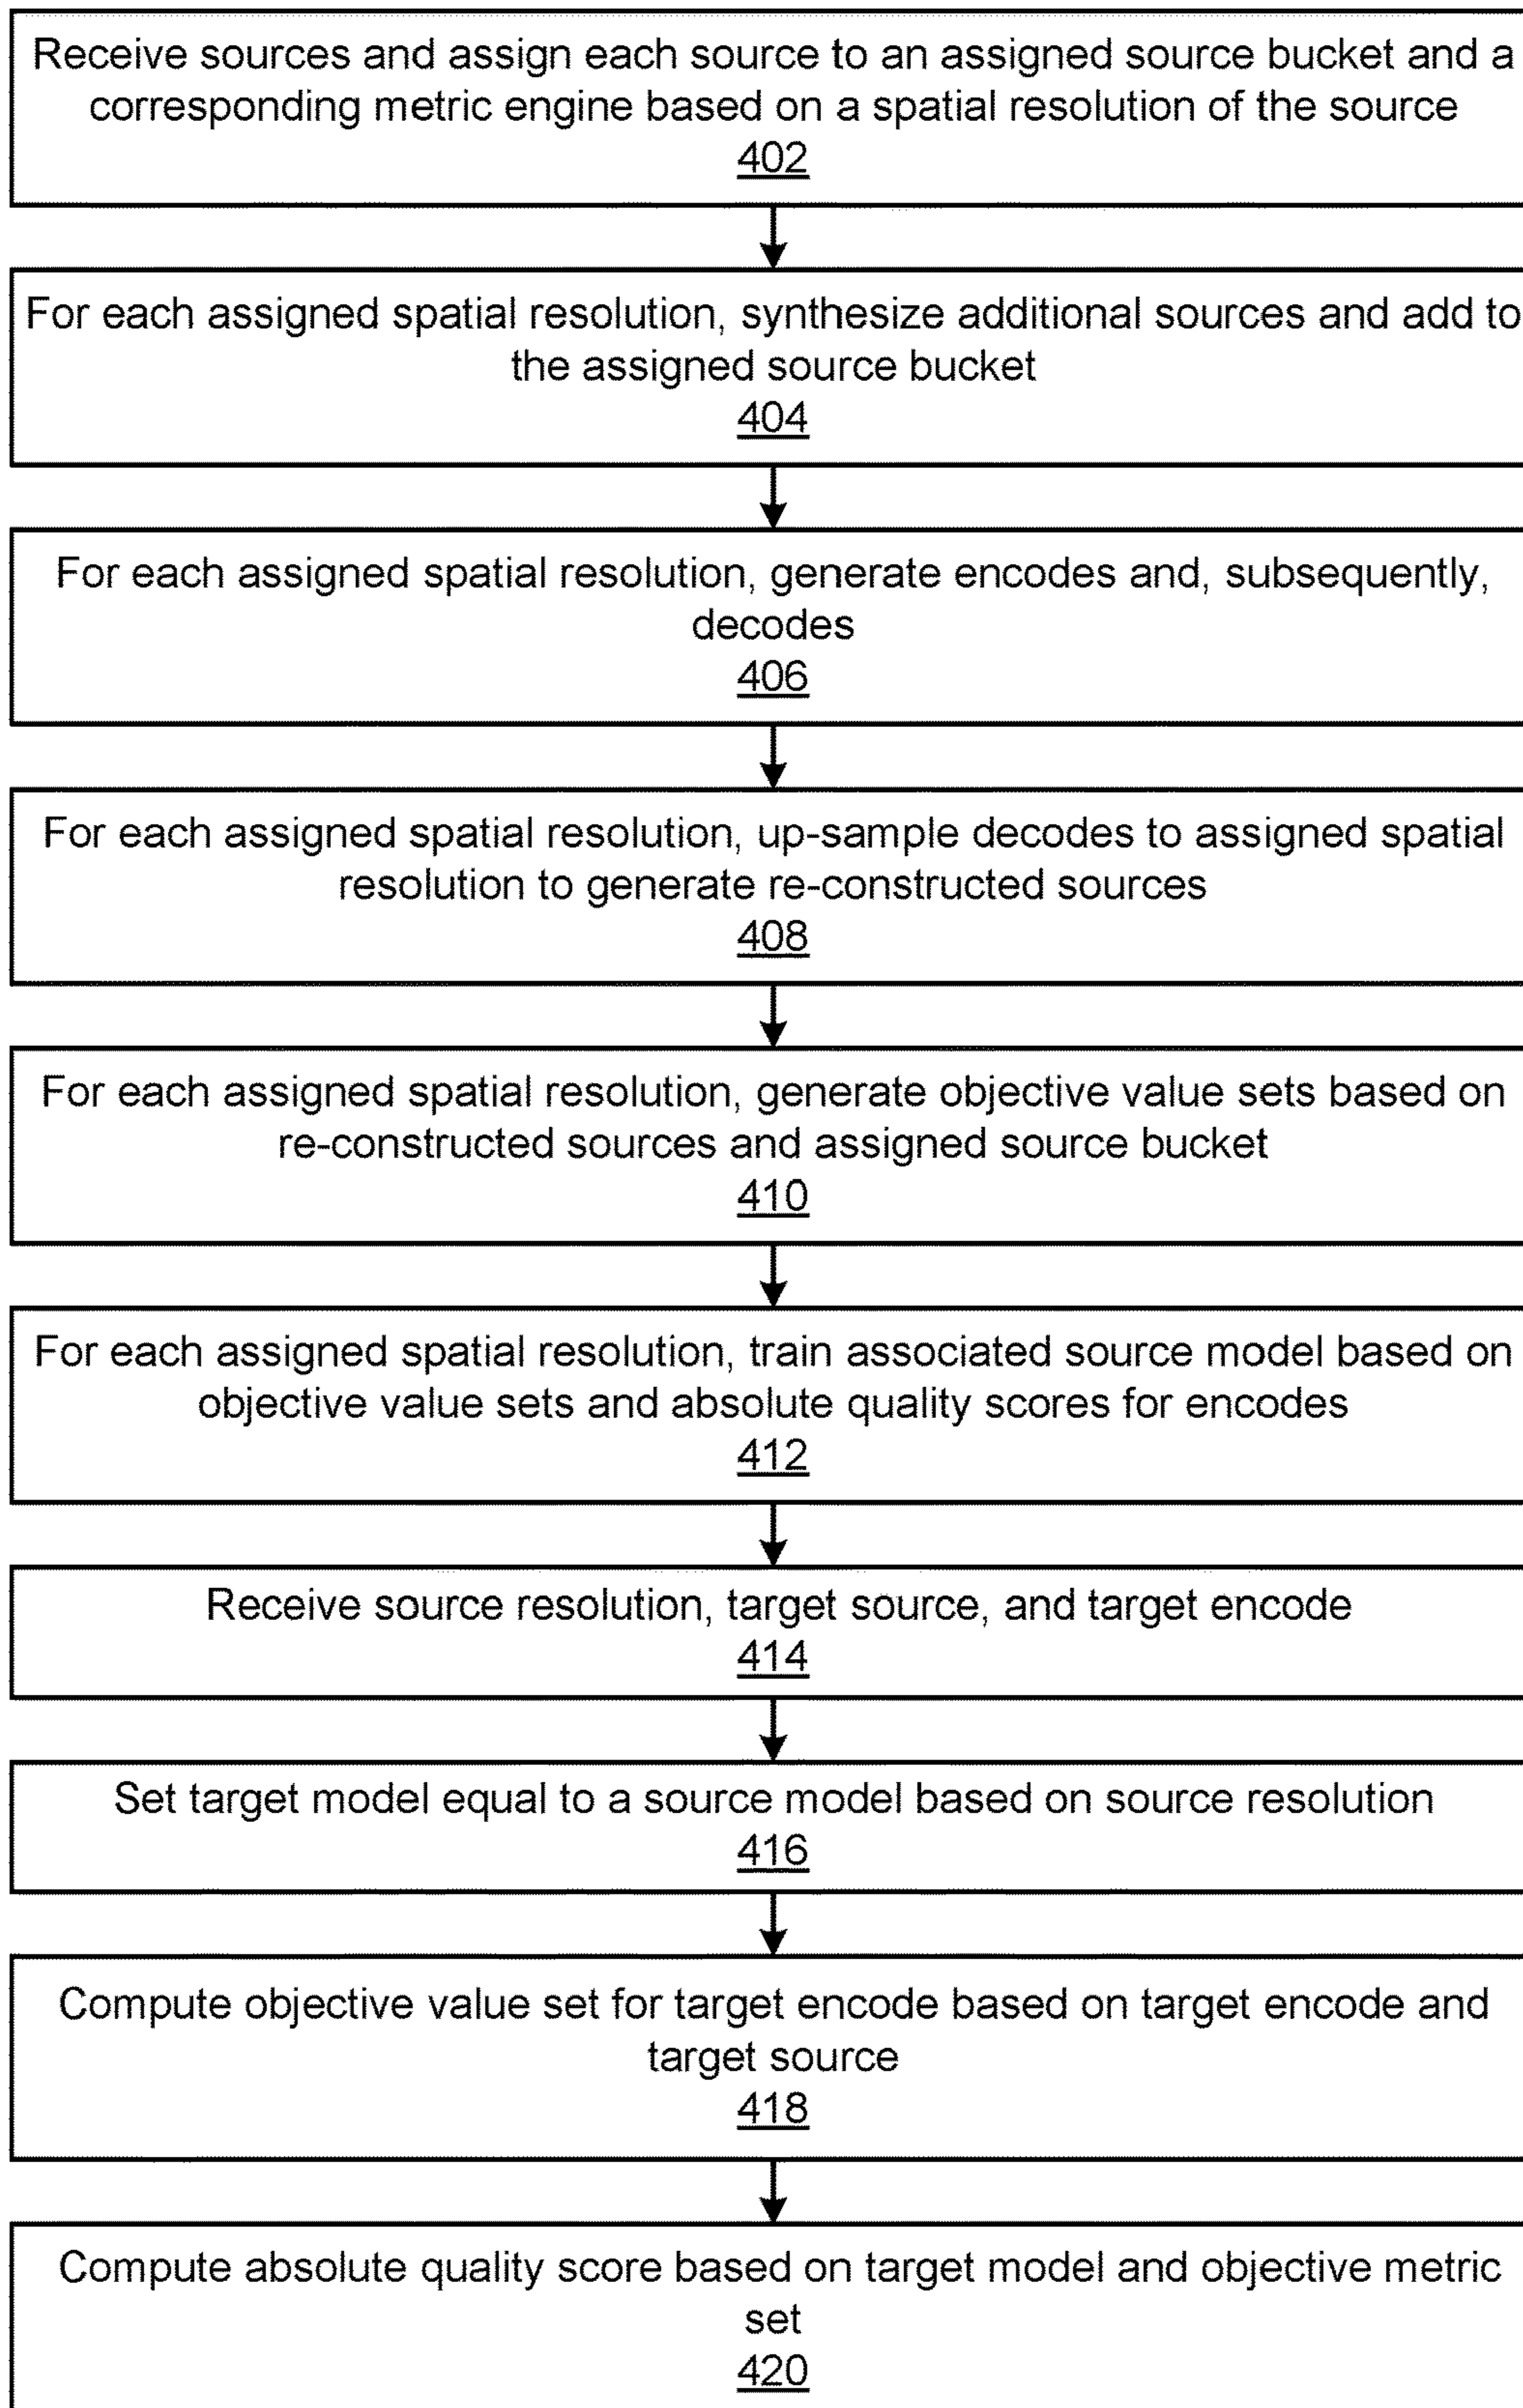 Receive sources and assign each source to an assigned source bucket and a
corresponding metric engine based on a spatial resolution of the source
402
For each assigned spatial resolution, synthesize additional sources and add to
the assigned source bucket
404
For each assigned spatial resolution, generate encodes and, subsequently,
decodes
406
For each assigned spatial resolution, up-sample decodes to assigned spatial
resolution to generate re-constructed sources
408
For each assigned spatial resolution, generate objective value sets based on
re-constructed sources and assigned source bucket
410
For each assigned spatial resolution, train associated source model based on
objective value sets and absolute quality scores for encodes
412
Receive source resolution, target source, and target encode
414
Set target model equal to a source model based on source resolution
416
Compute objective value set for target encode based on target encode and
target source
418
Compute absolute quality score based on target model and objective metric
set
420